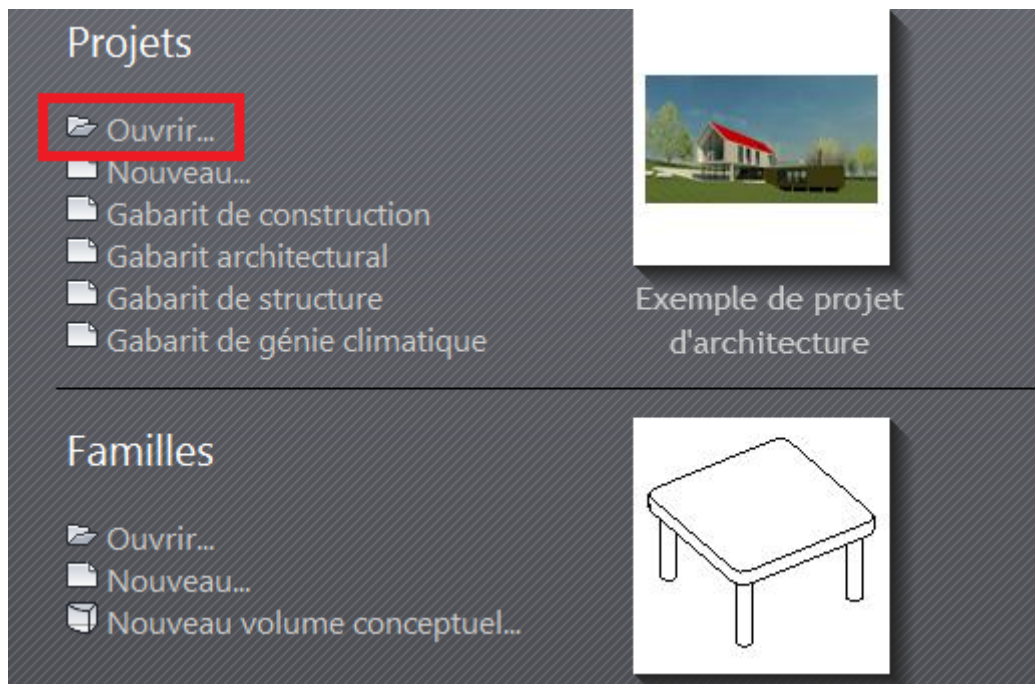 Projets
Ouvrir...
Nouveau...
Gabarit de construction
Gabarit architectural
Gabarit de structure
Gabarit de génie climatique
Exemple de projet
d'architecture
Familles
Ouvrir...
Nouveau...
Nouveau volume conceptuel...